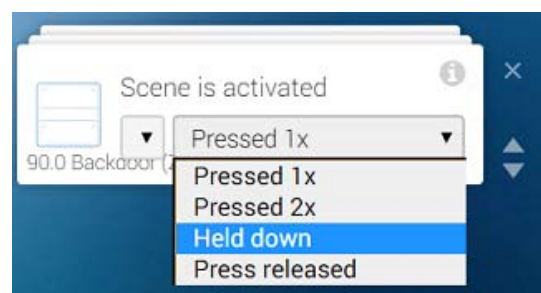 Scene is activated
Pressed 1x
90.0 Backdoor
Pressed 1x
Pressed 2x
Held down
Press released